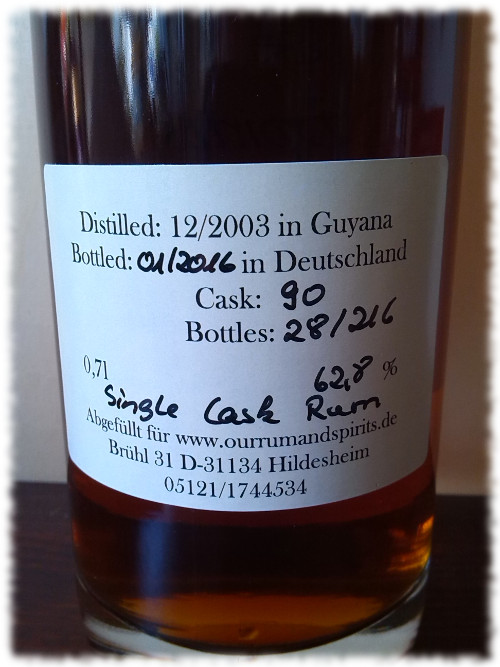 Distilled: 12/2003 in Guyana
Bottled: 01/2016 in Deutschland
Cask: 90
Bottles: 28/216
0,7l 62,8 %
Single Cask Rum
Abgefüllt für www.ourrumandspirits.de
Brühl 31 D-31134 Hildesheim
05121/1744534